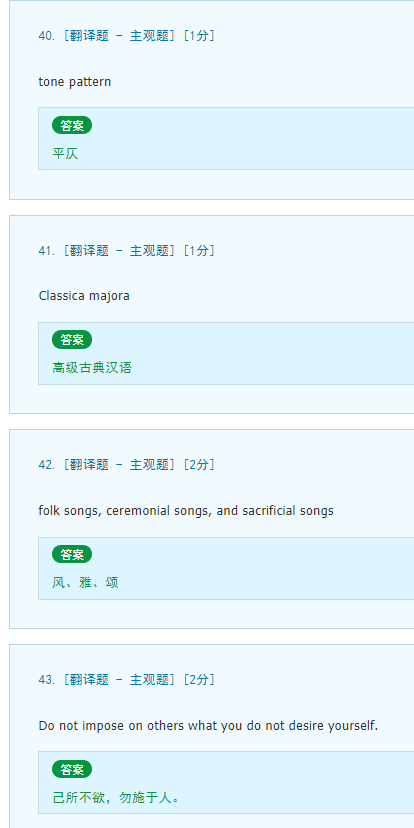 40. [翻译题 - 主观题] [1分]
tone pattern
答案
平仄
41. [翻译题 - 主观题] [1分]
Classica majora
答案
高级古典汉语
42. [翻译题 - 主观题] [2分]
folk songs, ceremonial songs, and sacrificial songs
答案
风、雅、颂
43. [翻译题 - 主观题] [2分]
Do not impose on others what you do not desire yourself.
答案
己所不欲，勿施于人。